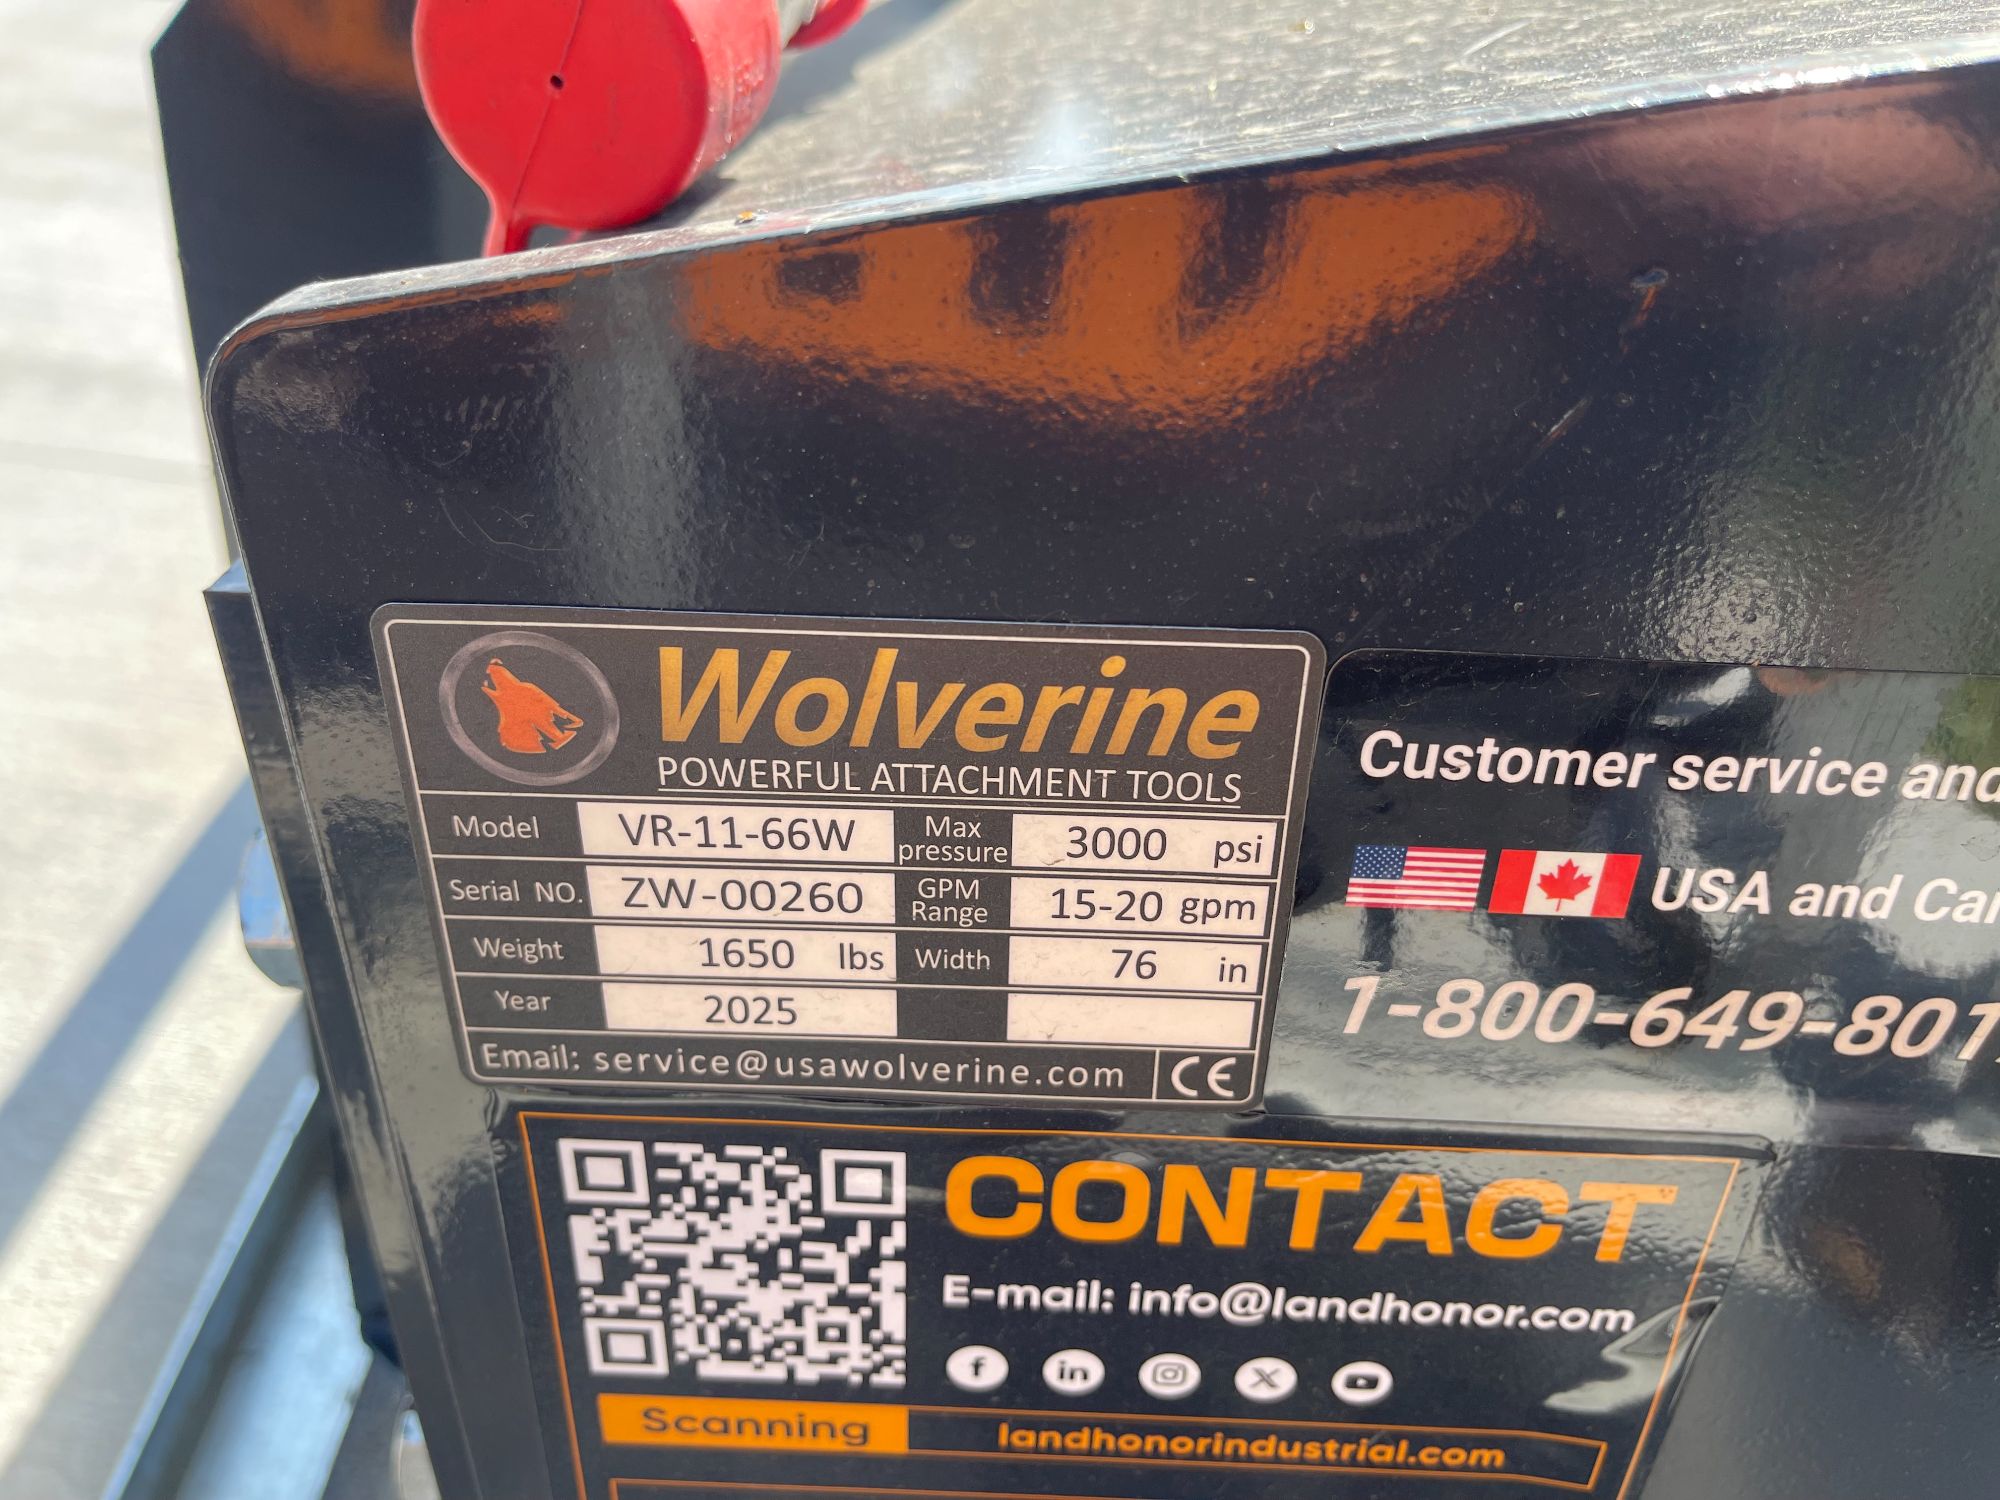 Wolverine
POWERFUL ATTACHMENT TOOLS
Model VR-11-66W Max pressure 3000 psi
Serial NO. ZW-00260 GPM Range 15-20 gpm
Weight 1650 lbs Width 76 in
Year 2025
Email: service@usawolverine.com CE
Customer service and
USA and Ca
1-800-649-801
CONTACT
E-mail: info@landhonor.com
f in X
Scanning landhonorindustrial.com